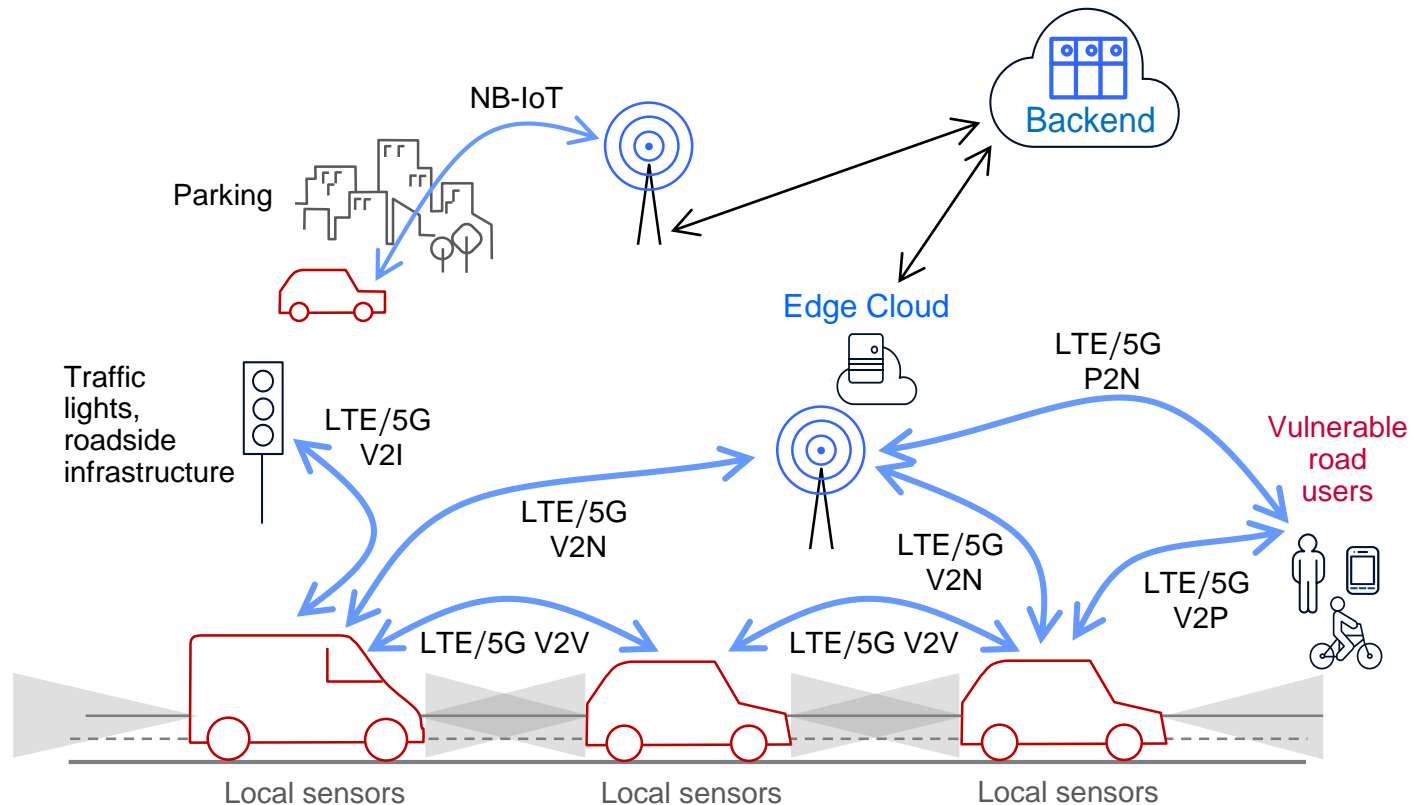 NB-IoT
Backend
Parking
Edge Cloud
LTE/5G
P2N
Traffic
lights,
roadside
infrastructure
LTE/5G
V2I
Vulnerable
road
users
LTE/5G
V2N
LTE/5G
V2N
LTE/5G
V2P
LTE/5G V2V
LTE/5G V2V
Local sensors
Local sensors
Local sensors